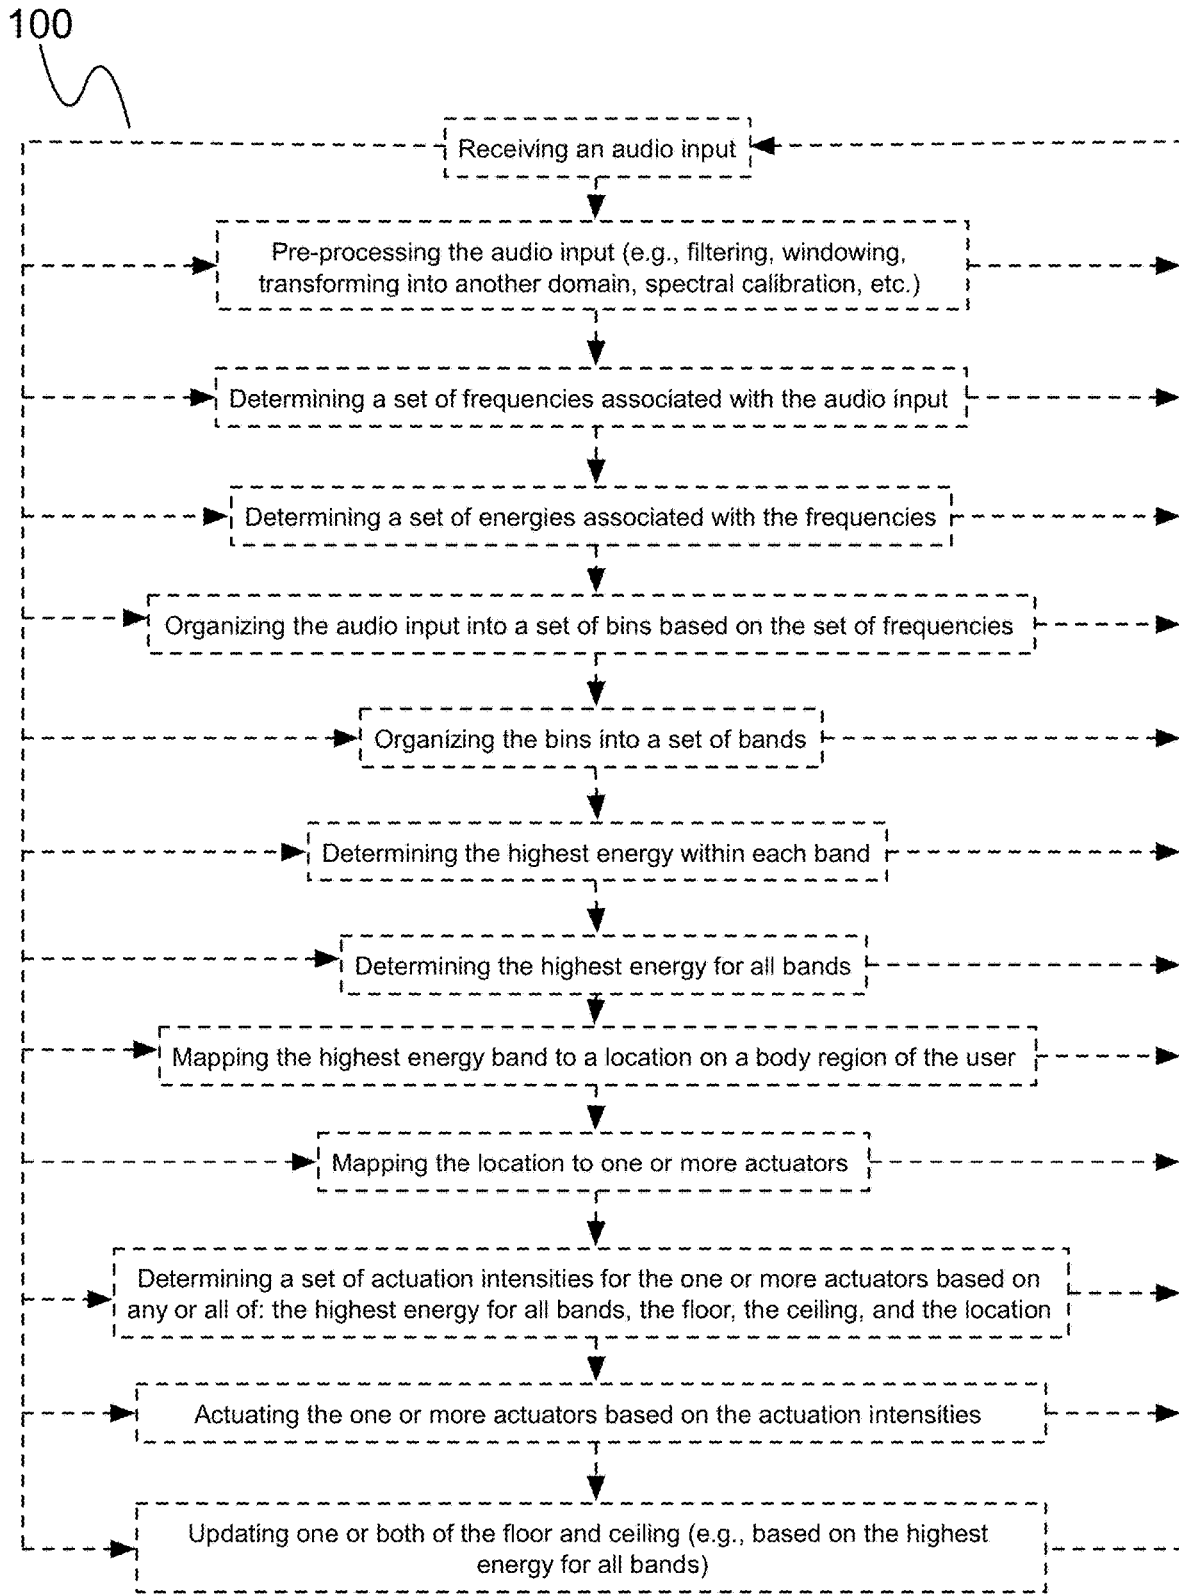 100
Receiving an audio input
Pre-processing the audio input (e.g., filtering, windowing,
transforming into another domain, spectral calibration, etc.)
Determining a set of frequencies associated with the audio input
Determining a set of energies associated with the frequencies
Organizing the audio input into a set of bins based on the set of frequencies
Organizing the bins into a set of bands
Determining the highest energy within each band
Determining the highest energy for all bands
Mapping the highest energy band to a location on a body region of the user
Mapping the location to one or more actuators
Determining a set of actuation intensities for the one or more actuators based on
any or all of: the highest energy for all bands, the floor, the ceiling, and the location
Actuating the one or more actuators based on the actuation intensities
Updating one or both of the floor and ceiling (e.g., based on the highest
energy for all bands)